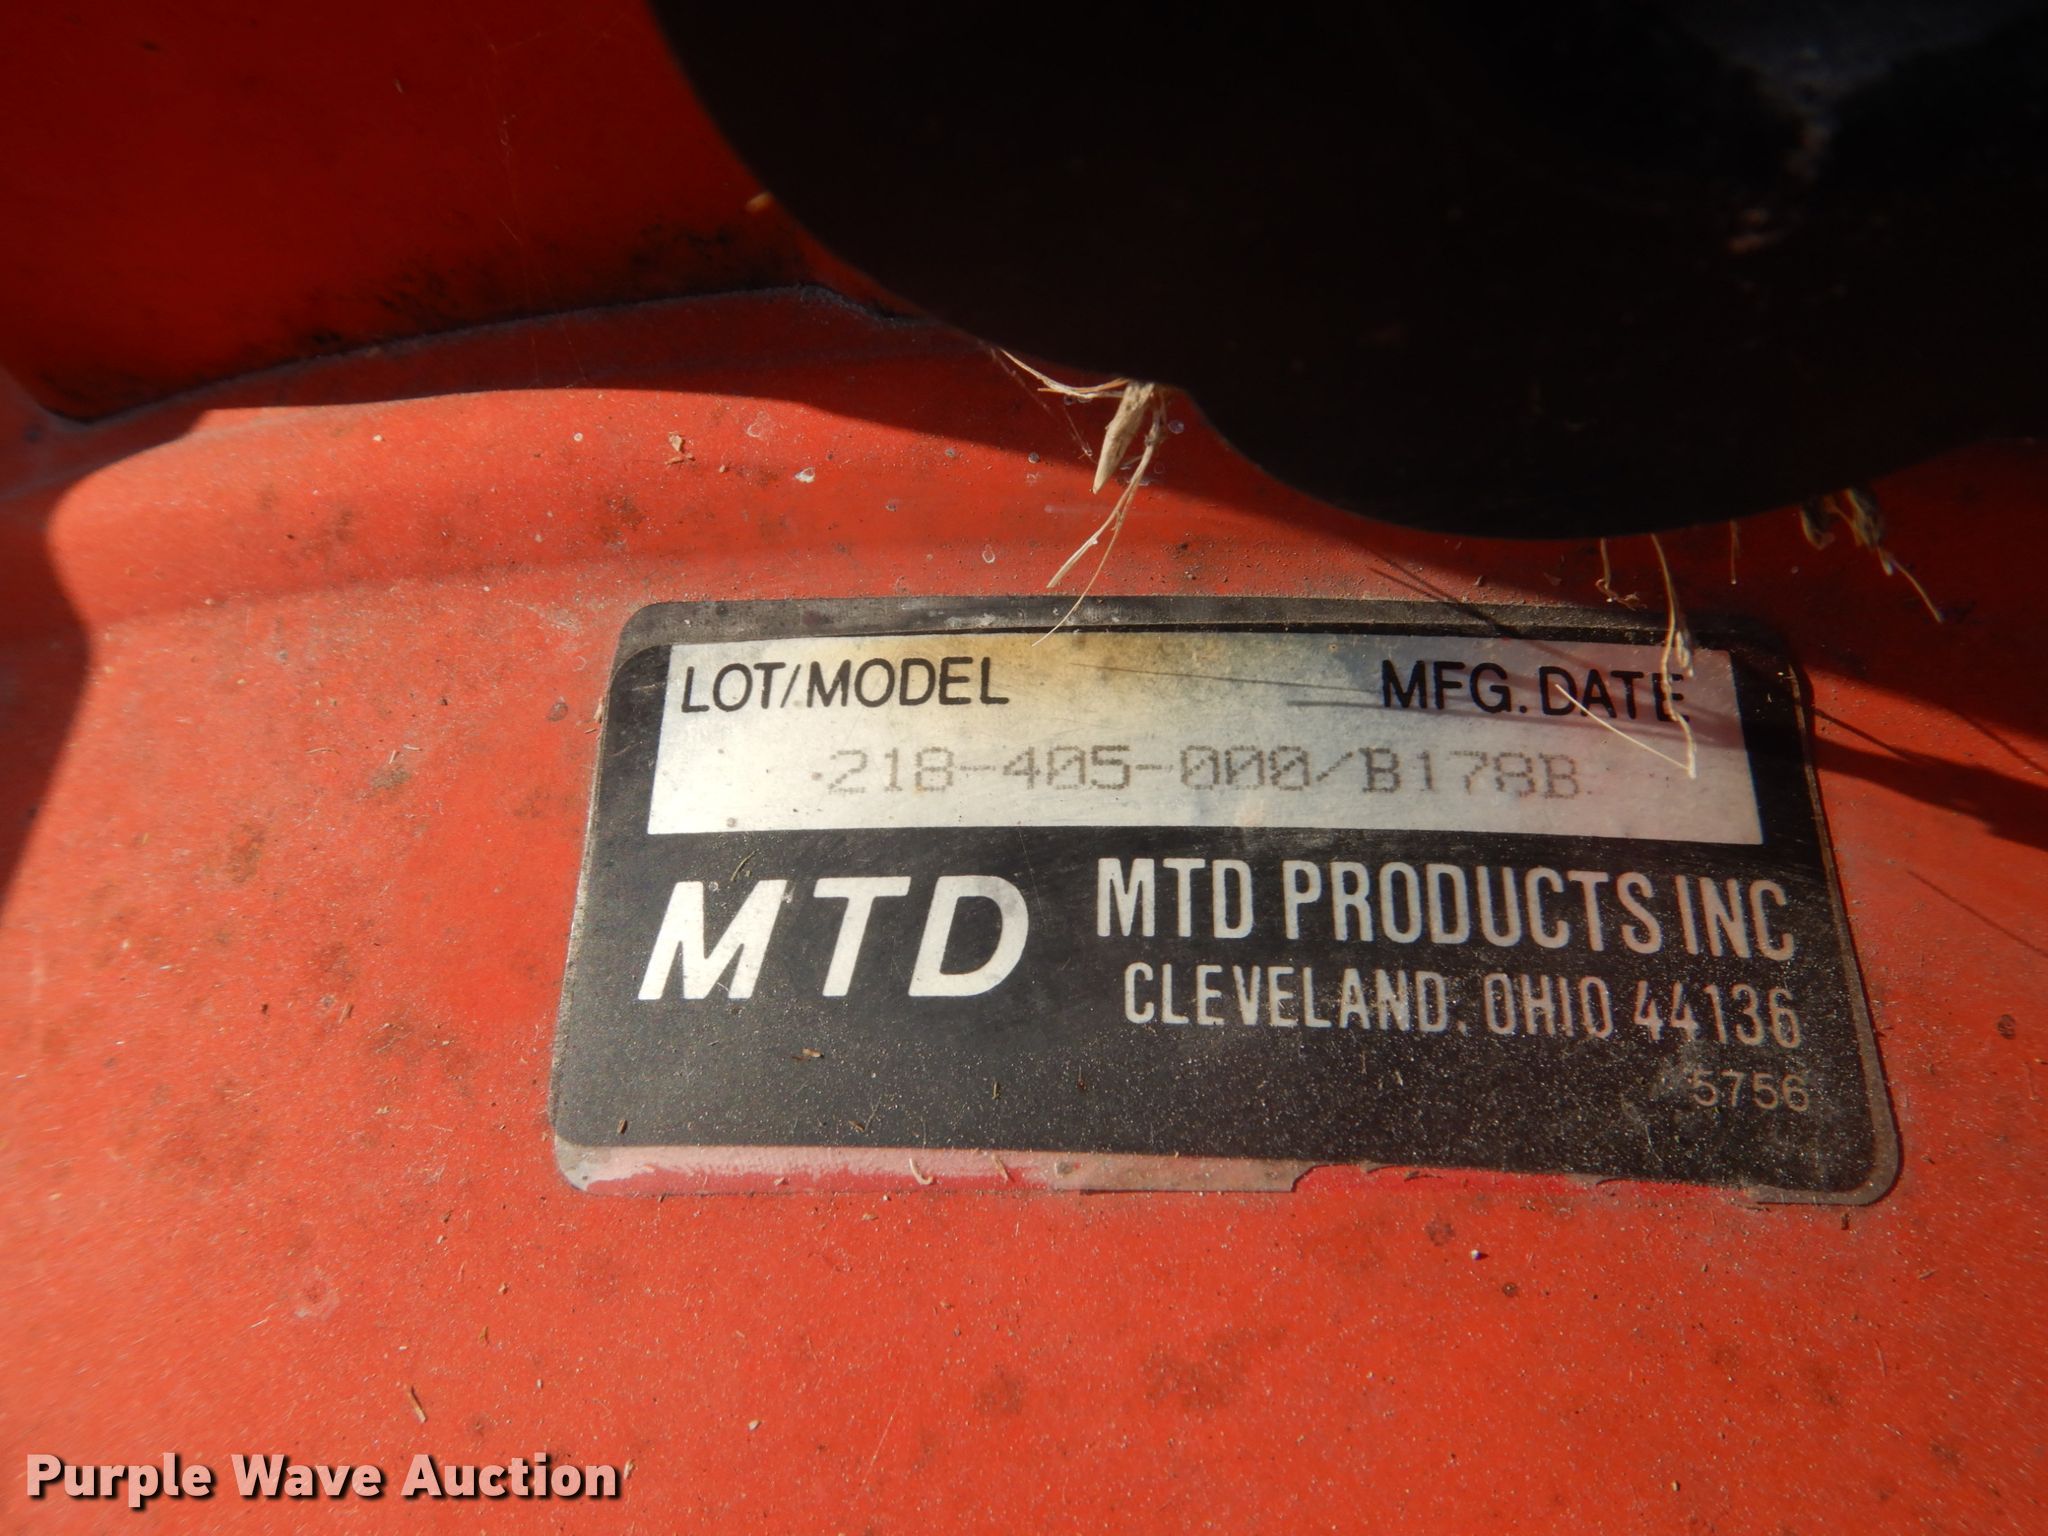 LOT/MODEL MFG. DATE
218-405-000/B178B
MTD MTD PRODUCTS INC
CLEVELAND, OHIO 44136
5756
Purple Wave Auction